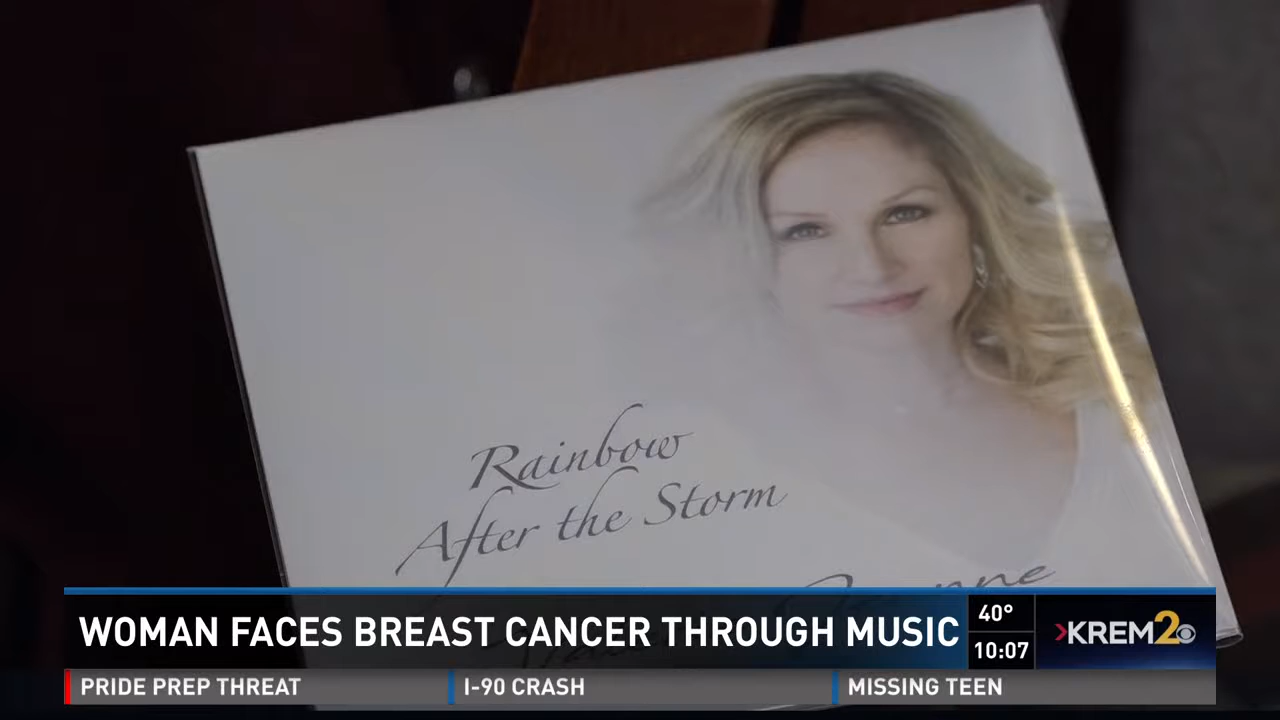 Rainbow
After the Storm
WOMAN FACES BREAST CANCER THROUGH MUSIC
40°
10:07
KREM2
PRIDE PREP THREAT
I-90 CRASH
MISSING TEEN